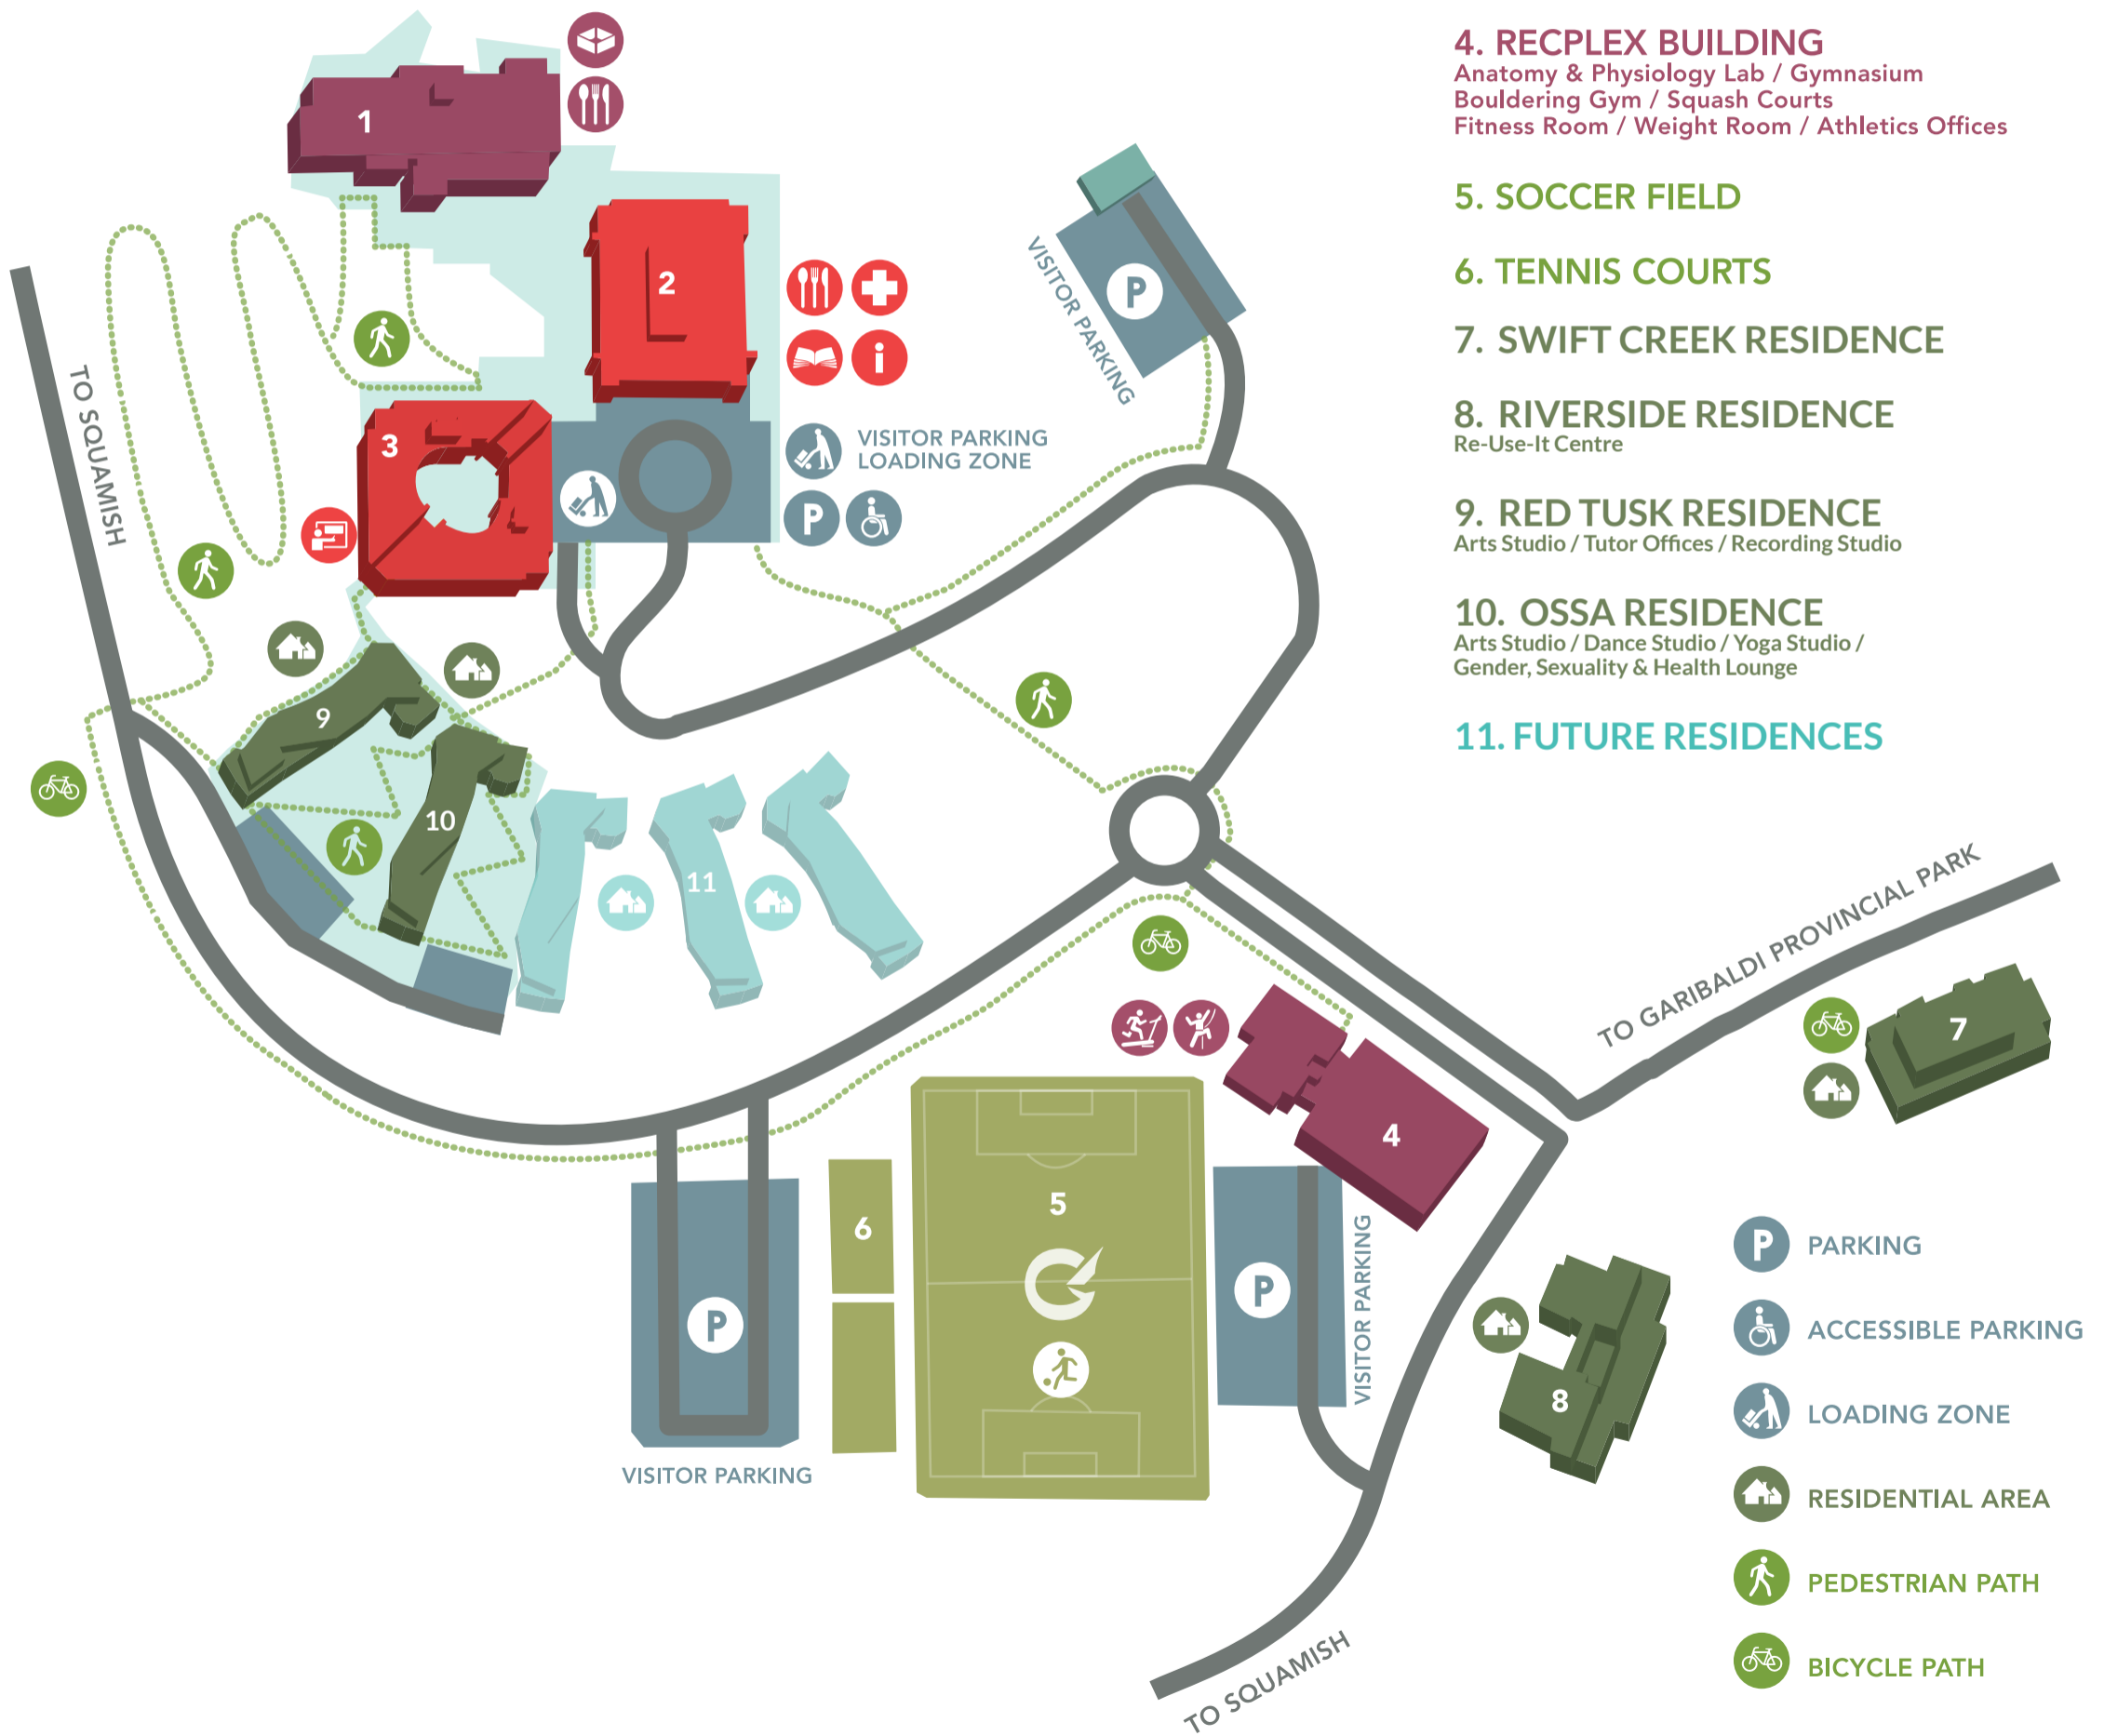 4. RECPLEX BUILDING
Anatomy & Physiology Lab / Gymnasium
Bouldering Gym / Squash Courts
Fitness Room / Weight Room / Athletics Offices
5. SOCCER FIELD
6. TENNIS COURTS
7. SWIFT CREEK RESIDENCE
8. RIVERSIDE RESIDENCE
Re-Use-It Centre
9. RED TUSK RESIDENCE
Arts Studio / Tutor Offices / Recording Studio
10. OSSA RESIDENCE
Arts Studio / Dance Studio / Yoga Studio /
Gender, Sexuality & Health Lounge
11. FUTURE RESIDENCES
1
2
i
3
TO SQUAMISH
VISITOR PARKING
P
VISITOR PARKING
LOADING ZONE
P
9
10
11
TO GARIBALDI PROVINCIAL PARK
7
4
5
6
P
VISITOR PARKING
P
VISITOR PARKING
8
TO SQUAMISH
P PARKING
ACCESSIBLE PARKING
LOADING ZONE
RESIDENTIAL AREA
PEDESTRIAN PATH
BICYCLE PATH